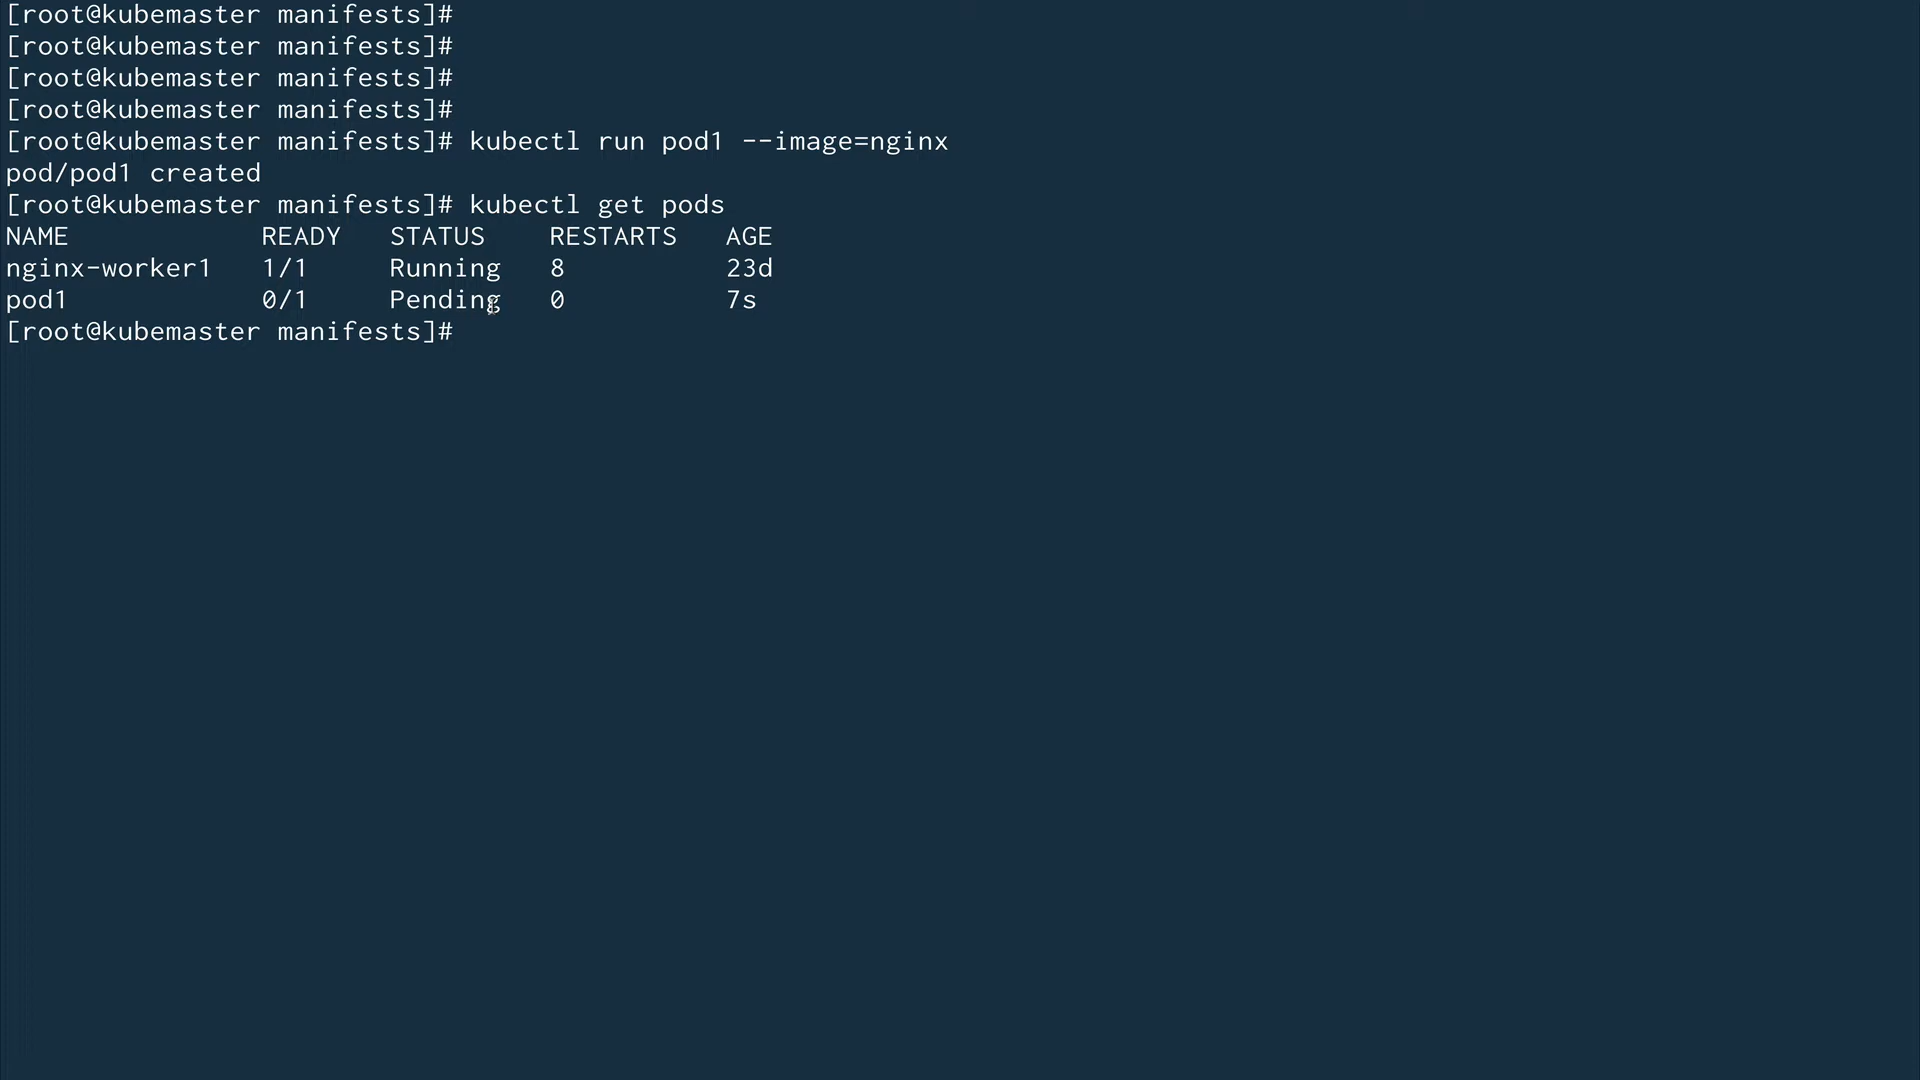 [root@kubemaster manifests]#
[root@kubemaster manifests]#
[root@kubemaster manifests]#
[root@kubemaster manifests]#
[root@kubemaster manifests]# kubectl run pod1 --image=nginx
pod/pod1 created
[root@kubemaster manifests]# kubectl get pods
NAME            READY   STATUS    RESTARTS   AGE
nginx-worker1   1/1     Running   8          23d
pod1            0/1     Pending   0          7s
[root@kubemaster manifests]#